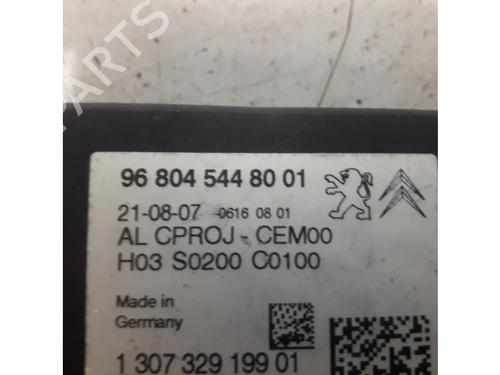 PARTS
96 804 544 80 01
21-08-07 0616 08 01
AL CPROJ - CEM00
H03 S0200 C0100
Made in
Germany
1 307 329 199 01